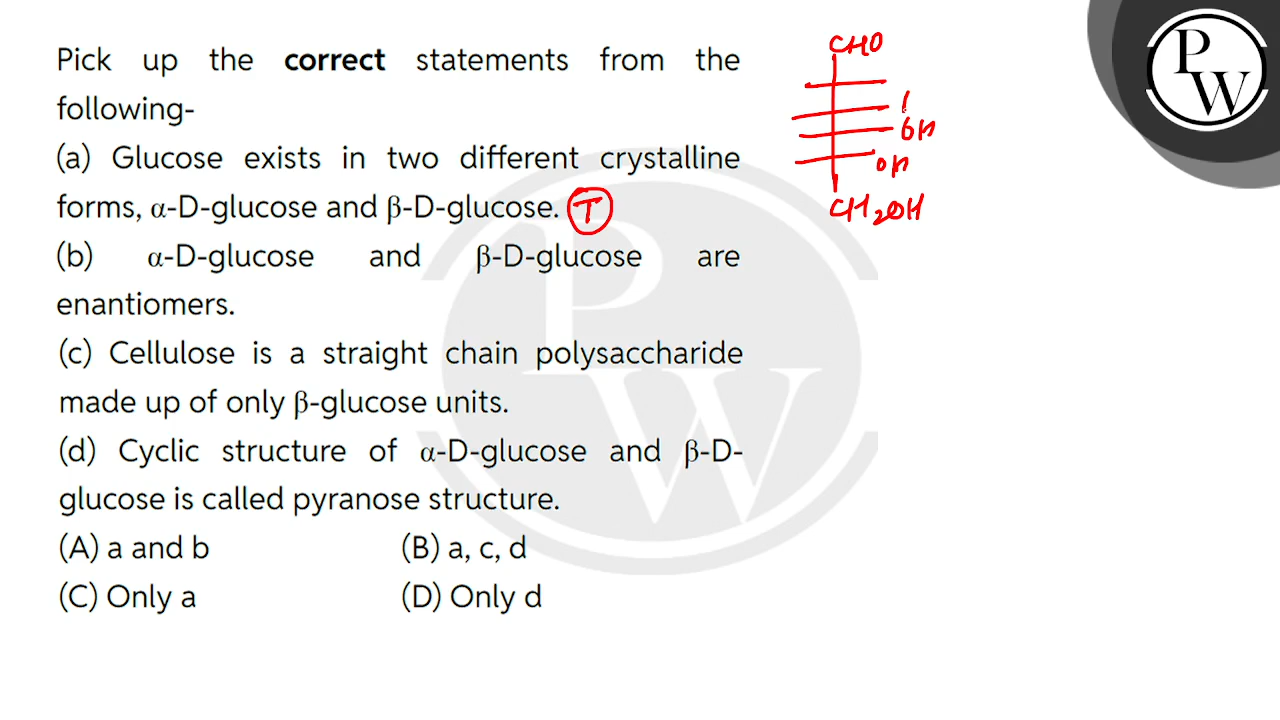 Pick up the correct statements from the
following-
(a) Glucose exists in two different crystalline
forms, α-D-glucose and β-D-glucose. T
(b) α-D-glucose and β-D-glucose are
enantiomers.
(c) Cellulose is a straight chain polysaccharide
made up of only β-glucose units.
(d) Cyclic structure of α-D-glucose and β-D-
glucose is called pyranose structure.
(A) a and b (B) a, c, d
(C) Only a (D) Only d
CHO
OH
OH
CH2OH
P
W
P
W